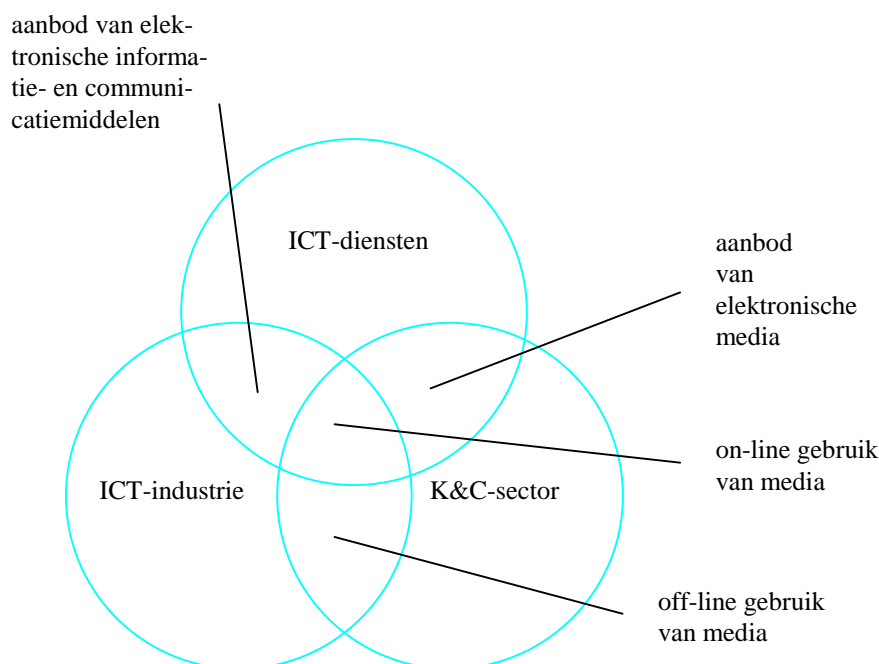 aanbod van elek-
tronische informa-
tie- en communi-
catiemiddelen
ICT-diensten
aanbod
van
elektronische
media
on-line gebruik
van media
ICT-industrie
K&C-sector
off-line gebruik
van media